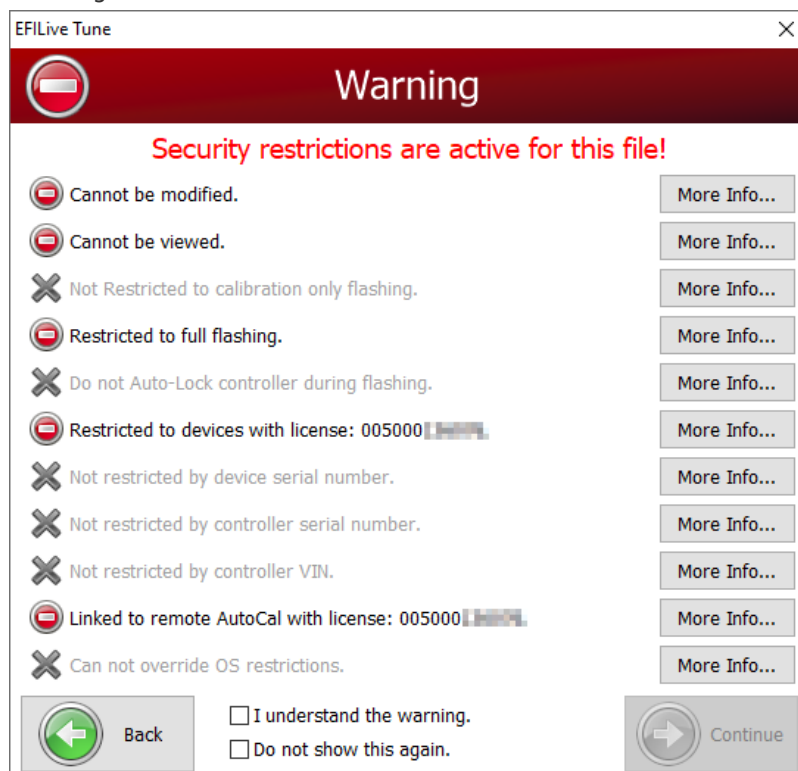 EFILive Tune
Warning
Security restrictions are active for this file!
Cannot be modified. More Info...
Cannot be viewed. More Info...
Not Restricted to calibration only flashing. More Info...
Restricted to full flashing. More Info...
Do not Auto-Lock controller during flashing. More Info...
Restricted to devices with license: 005000 More Info...
Not restricted by device serial number. More Info...
Not restricted by controller serial number. More Info...
Not restricted by controller VIN. More Info...
Linked to remote AutoCal with license: 005000 More Info...
Can not override OS restrictions. More Info...
Back
I understand the warning.
Do not show this again.
Continue